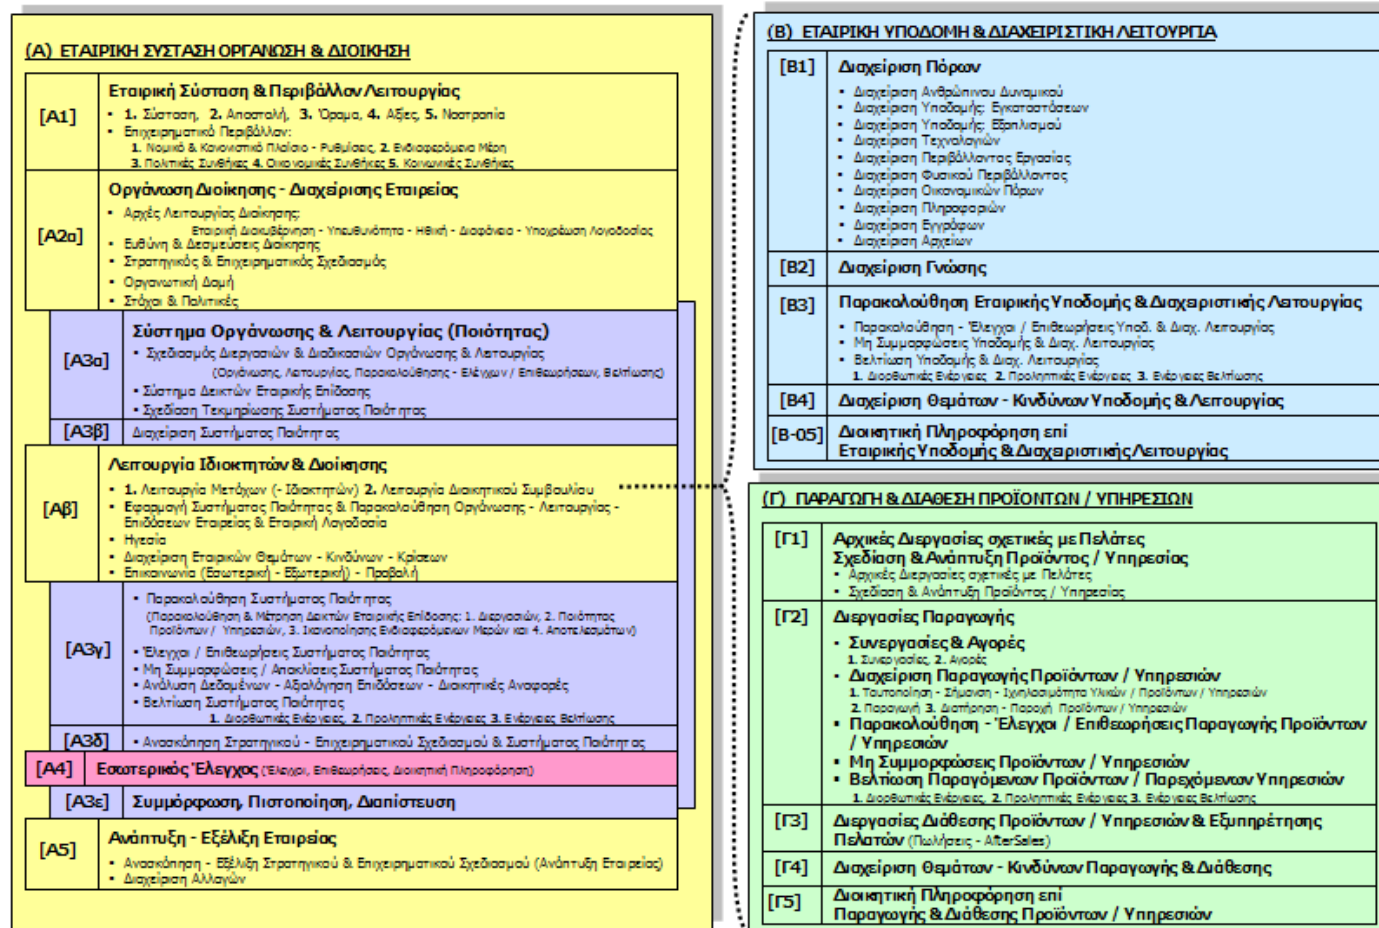 (Α) ΕΤΑΙΡΙΚΗ ΣΥΣΤΑΣΗ ΟΡΓΑΝΩΣΗ & ΔΙΟΙΚΗΣΗ
[Α1]
Εταιρική Σύσταση & Περιβάλλον Λειτουργίας
▪ 1. Σύσταση, 2. Αποστολή, 3. Όραμα, 4. Αξίες, 5. Νοοτροπία
▪ Επιχειρηματικό Περιβάλλον:
1. Νομικό & Κανονιστικό Πλαίσιο - Ρυθμίσεις, 2. Ενδιαφερόμενα Μέρη
3. Πολιτικές Συνθήκες 4. Οικονομικές Συνθήκες 5. Κοινωνικές Συνθήκες
[Α2α]
Οργάνωση Διοίκησης - Διαχείρισης Εταιρείας
▪ Αρχές Λειτουργίας Διοίκησης:
Εταιρική Διακυβέρνηση - Υπευθυνότητα - Ηθική - Διαφάνεια - Υποχρέωση Λογοδοσίας
▪ Ευθύνη & Δεσμεύσεις Διοίκησης
▪ Στρατηγικός & Επιχειρηματικός Σχεδιασμός
▪ Οργανωτική Δομή
▪ Στόχοι & Πολιτικές
[Α3α]
Σύστημα Οργάνωσης & Λειτουργίας (Ποιότητας)
▪ Σχεδιασμός Διεργασιών & Διαδικασιών Οργάνωσης & Λειτουργίας
(Οργάνωσης, Λειτουργίας, Παρακολούθησης - Ελέγχων / Επιθεωρήσεων, Βελτίωσης)
▪ Σύστημα Δεικτών Εταιρικής Επίδοσης
▪ Σχεδίαση Τεκμηρίωσης Συστήματος Ποιότητας
[Α3β] Διαχείριση Συστήματος Ποιότητας
[Αβ]
Λειτουργία Ιδιοκτητών & Διοίκησης
▪ 1. Λειτουργία Μετόχων (- Ιδιοκτητών) 2. Λειτουργία Διοικητικού Συμβουλίου
▪ Εφαρμογή Συστήματος Ποιότητας & Παρακολούθηση Οργάνωσης - Λειτουργίας -
Επιδόσεων Εταιρείας & Εταιρική Λογοδοσία
▪ Ηγεσία
▪ Διαχείριση Εταιρικών Θεμάτων - Κινδύνων - Κρίσεων
▪ Επικοινωνία (Εσωτερική - Εξωτερική) - Προβολή
[Α3γ]
▪ Παρακολούθηση Συστήματος Ποιότητας
(Παρακολούθηση & Μέτρηση Δεικτών Εταιρικής Επίδοσης: 1. Διεργασιών, 2. Ποιότητας
Προϊόντων / Υπηρεσιών, 3. Ικανοποίησης Ενδιαφερόμενων Μερών και 4. Αποτελεσμάτων)
▪ Έλεγχοι / Επιθεωρήσεις Συστήματος Ποιότητας
▪ Μη Συμμορφώσεις / Αποκλίσεις Συστήματος Ποιότητας
▪ Ανάλυση Δεδομένων - Αξιολόγηση Επιδόσεων - Διοικητικές Αναφορές
▪ Βελτίωση Συστήματος Ποιότητας
1. Διορθωτικές Ενέργειες, 2. Προληπτικές Ενέργειες 3. Ενέργειες Βελτίωσης
[Α3δ] ▪ Ανασκόπηση Στρατηγικού - Επιχειρηματικού Σχεδιασμού & Συστήματος Ποιότητας
[Α4] Εσωτερικός Έλεγχος (Έλεγχοι, Επιθεωρήσεις, Διοικητική Πληροφόρηση)
[Α3ε] Συμμόρφωση, Πιστοποίηση, Διαπίστευση
[Α5]
Ανάπτυξη - Εξέλιξη Εταιρείας
▪ Ανασκόπηση - Εξέλιξη Στρατηγικού & Επιχειρηματικού Σχεδιασμού (Ανάπτυξη Εταιρείας)
▪ Διαχείριση Αλλαγών
(Β) ΕΤΑΙΡΙΚΗ ΥΠΟΔΟΜΗ & ΔΙΑΧΕΙΡΙΣΤΙΚΗ ΛΕΙΤΟΥΡΓΙΑ
[Β1] Διαχείριση Πόρων
▪ Διαχείριση Ανθρώπινου Δυναμικού
▪ Διαχείριση Υποδομής: Εγκαταστάσεων
▪ Διαχείριση Υποδομής: Εξοπλισμού
▪ Διαχείριση Τεχνολογιών
▪ Διαχείριση Περιβάλλοντος Εργασίας
▪ Διαχείριση Φυσικού Περιβάλλοντος
▪ Διαχείριση Οικονομικών Πόρων
▪ Διαχείριση Πληροφοριών
▪ Διαχείριση Εγγράφων
▪ Διαχείριση Αρχείων
[Β2] Διαχείριση Γνώσης
[Β3] Παρακολούθηση Εταιρικής Υποδομής & Διαχειριστικής Λειτουργίας
▪ Παρακολούθηση - Έλεγχοι / Επιθεωρήσεις Υποδ. & Διαχ. Λειτουργίας
▪ Μη Συμμορφώσεις Υποδομής & Διαχ. Λειτουργίας
▪ Βελτίωση Υποδομής & Διαχ. Λειτουργίας
1. Διορθωτικές Ενέργειες 2. Προληπτικές Ενέργειες 3. Ενέργειες Βελτίωσης
[Β4] Διαχείριση Θεμάτων - Κινδύνων Υποδομής & Λειτουργίας
[Β-05] Διοικητική Πληροφόρηση επί
Εταιρικής Υποδομής & Διαχειριστικής Λειτουργίας
(Γ) ΠΑΡΑΓΩΓΗ & ΔΙΑΘΕΣΗ ΠΡΟΪΟΝΤΩΝ / ΥΠΗΡΕΣΙΩΝ
[Γ1] Αρχικές Διεργασίες σχετικές με Πελάτες
Σχεδίαση & Ανάπτυξη Προϊόντος / Υπηρεσίας
▪ Αρχικές Διεργασίες σχετικές με Πελάτες
▪ Σχεδίαση & Ανάπτυξη Προϊόντος / Υπηρεσίας
[Γ2] Διεργασίες Παραγωγής
▪ Συνεργασίες & Αγορές
1. Συνεργασίες, 2. Αγορές
▪ Διαχείριση Παραγωγής Προϊόντων / Υπηρεσιών
1. Ταυτοποίηση - Σήμανση - Ιχνηλασιμότητα Υλικών / Προϊόντων / Υπηρεσιών
2. Παραγωγή 3. Διατήρηση - Παροχή Προϊόντων / Υπηρεσιών
▪ Παρακολούθηση - Έλεγχοι / Επιθεωρήσεις Παραγωγής Προϊόντων
/ Υπηρεσιών
▪ Μη Συμμορφώσεις Προϊόντων / Υπηρεσιών
▪ Βελτίωση Παραγόμενων Προϊόντων / Παρεχόμενων Υπηρεσιών
1. Διορθωτικές Ενέργειες, 2. Προληπτικές Ενέργειες 3. Ενέργειες Βελτίωσης
[Γ3] Διεργασίες Διάθεσης Προϊόντων / Υπηρεσιών & Εξυπηρέτησης
Πελατών (Πωλήσεις - AfterSales)
[Γ4] Διαχείριση Θεμάτων - Κινδύνων Παραγωγής & Διάθεσης
[Γ5] Διοικητική Πληροφόρηση επί
Παραγωγής & Διάθεσης Προϊόντων / Υπηρεσιών